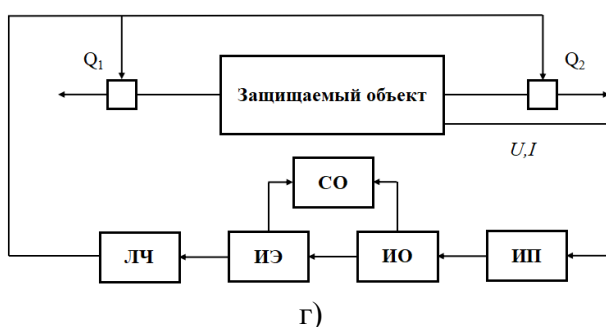 Q1
Q2
Защищаемый объект
U,I
СО
ЛЧ
ИЭ
ИО
ИП
г)